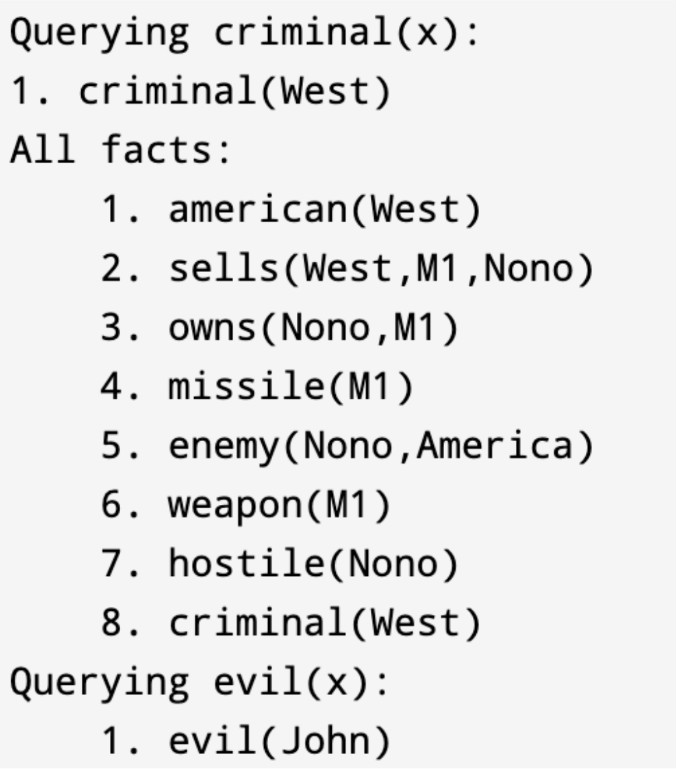 Querying criminal(x):
1. criminal(West)
All facts:
1. american(West)
2. sells(West,M1,Nono)
3. owns(Nono,M1)
4. missile(M1)
5. enemy(Nono,America)
6. weapon(M1)
7. hostile(Nono)
8. criminal(West)
Querying evil(x):
1. evil(John)